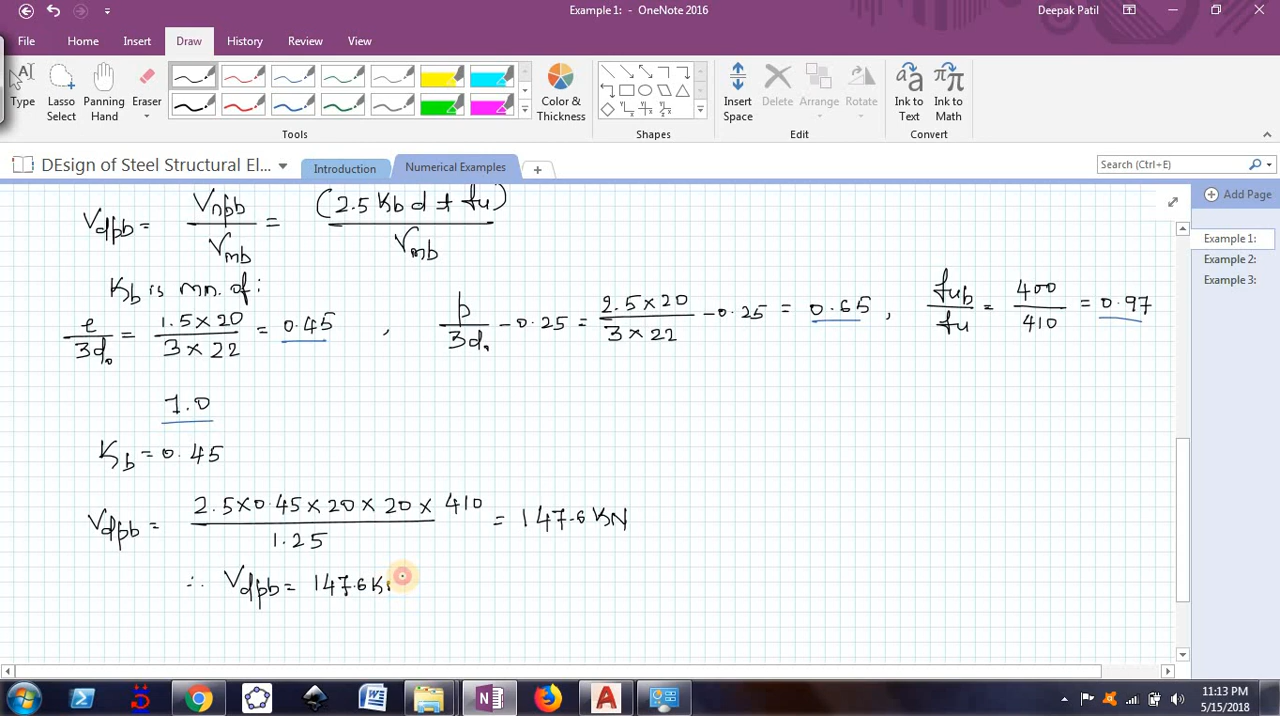 Example 1: - OneNote 2016
Deepak Patil
File Home Insert Draw History Review View
Type
Lasso Select
Panning Hand
Eraser
Color & Thickness
Insert Space
Delete
Arrange
Rotate
Ink to Text
Ink to Math
Tools Shapes Edit Convert
DEsign of Steel Structural El... Introduction Numerical Examples Search (Ctrl+E)
Add Page
Example 1:
Example 2:
Example 3:
Vdpb = Vnpb / Vmb = (2.5 Kb d t fu) / Vmb
Kb is mn. of:
e / 3d₀ = 1.5 × 20 / 3 × 22 = 0.45 , p / 3d₀ - 0.25 = 2.5 × 20 / 3 × 22 - 0.25 = 0.65 , fub / fu = 400 / 410 = 0.97
1.0
Kb = 0.45
Vdpb = 2.5 × 0.45 × 20 × 20 × 410 / 1.25 = 147.6 KN
∴ Vdpb = 147.6 K
11:13 PM
5/15/2018